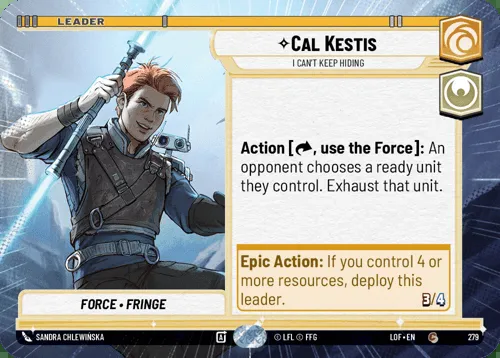 LEADER
✧CAL KESTIS
I CAN'T KEEP HIDING
Action [↷, use the Force]: An
opponent chooses a ready unit
they control. Exhaust that unit.
Epic Action: If you control 4 or
more resources, deploy this
leader.
3/4
FORCE • FRINGE
SANDRA CHLEWIŃSKA
A
© LFL © FFG
LOF • EN
C
279